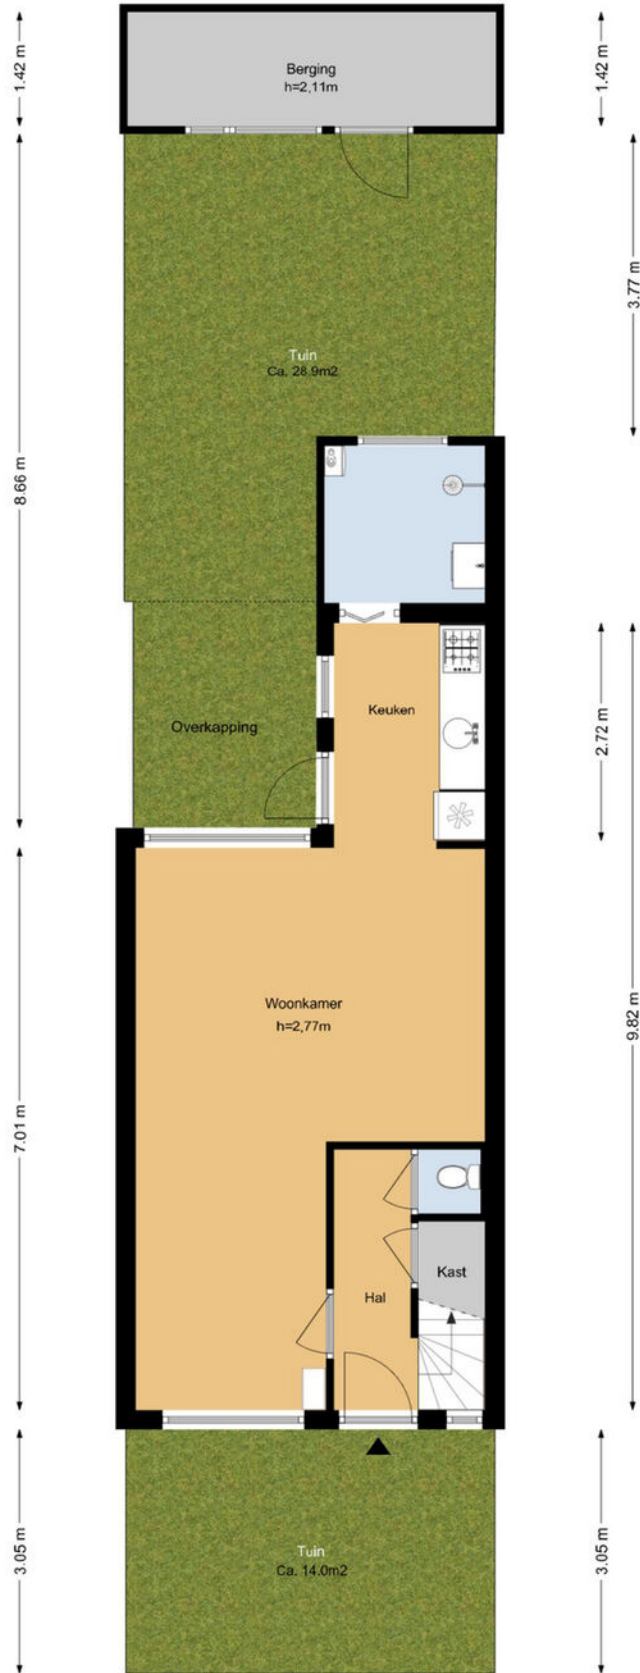 1.42 m
Berging
h=2,11m
1.42 m
8.66 m
3.77 m
Tuin
Ca. 28.9m2
Keuken
Overkapping
2.72 m
Woonkamer
h=2,77m
7.01 m
9.82 m
Kast
Hal
3.05 m
Tuin
Ca. 14.0m2
3.05 m